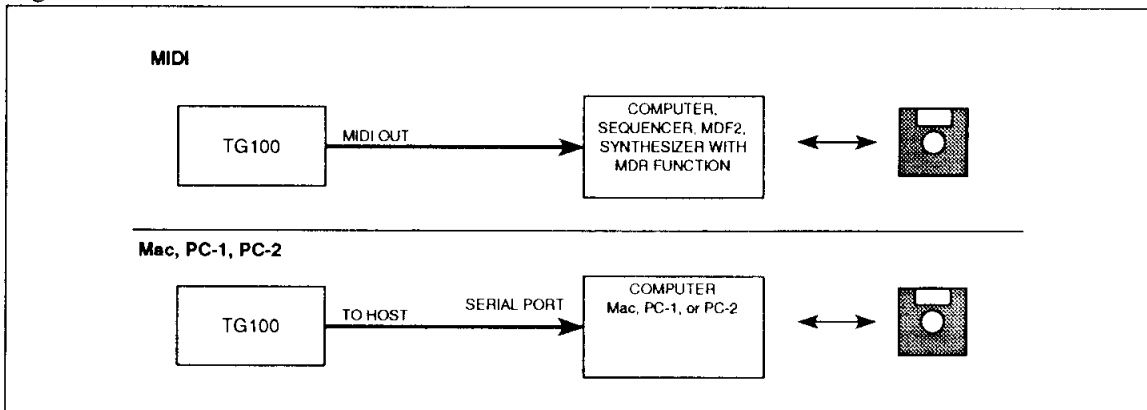 MIDI
TG100
MIDI OUT
COMPUTER,
SEQUENCER, MDF2,
SYNTHESIZER WITH
MDR FUNCTION
Mac, PC-1, PC-2
TG100
TO HOST
SERIAL PORT
COMPUTER
Mac, PC-1, or PC-2